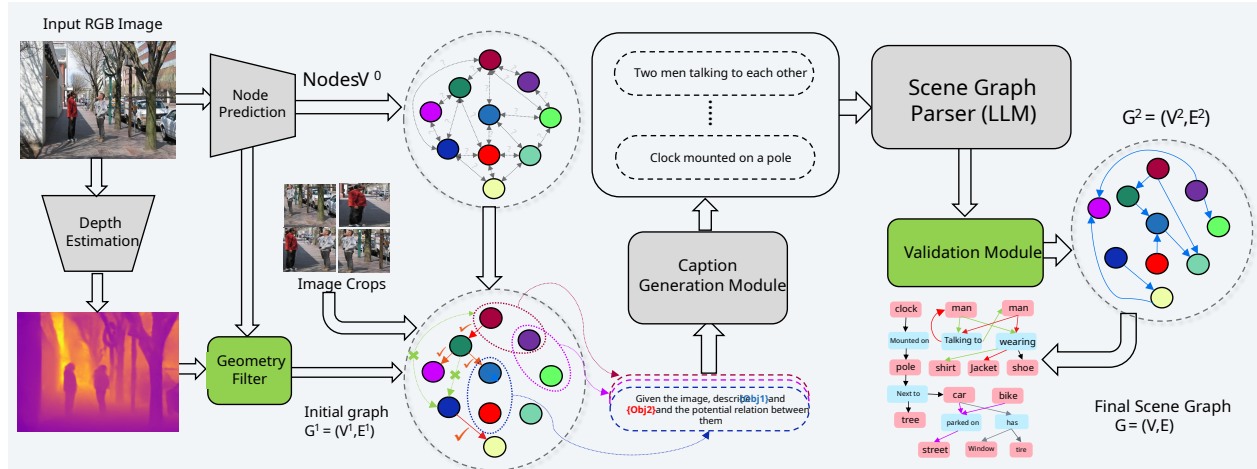 Input RGB Image
Node
Prediction
NodesV 0
Depth
Estimation
Image Crops
Geometry
Filter
Initial graph
G1 = (V1,E1)
Two men talking to each other
Clock mounted on a pole
Caption
Generation Module
Given the image, describe{Obj1}and
{Obj2}and the potential relation between
them
Scene Graph
Parser (LLM)
Validation Module
G2 = (V2,E2)
clock
man
man
Mounted on
Talking to
wearing
pole
shirt
Jacket
shoe
Next to
car
bike
tree
parked on
has
street
Window
tire
Final Scene Graph
G = (V,E)